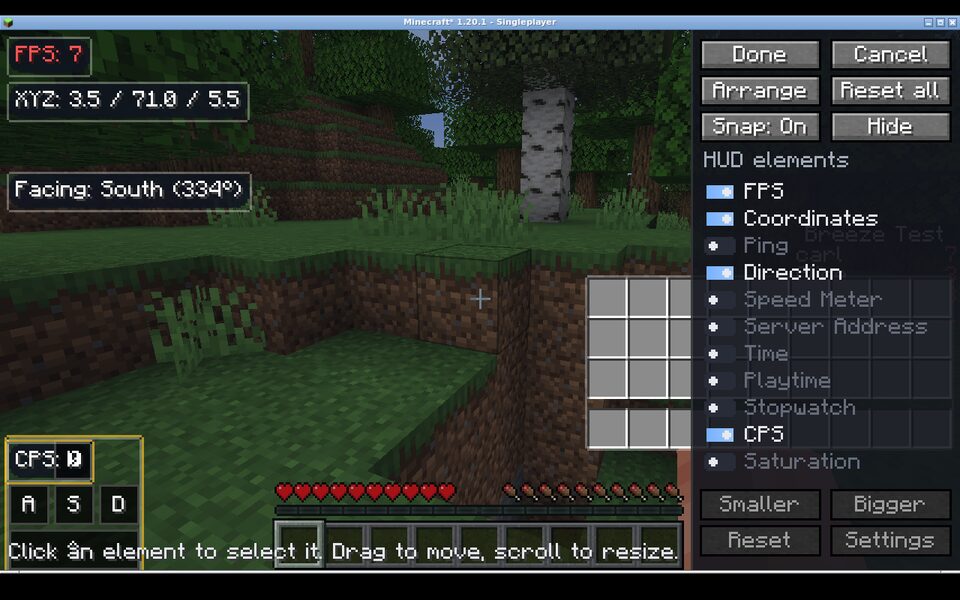 Minecraft* 1.20.1 - Singleplayer
FPS: 7
XYZ: 3.5 / 71.0 / 5.5
Facing: South (334°)
Done
Cancel
Arrange
Reset all
Snap: On
Hide
HUD elements
FPS
Coordinates
Ping
Breeze Test
carl
Direction
Speed Meter
Server Address
Time
Playtime
Stopwatch
CPS
Saturation
Smaller
Bigger
Reset
Settings
CPS: 0
A
S
D
Click an element to select it. Drag to move, scroll to resize.